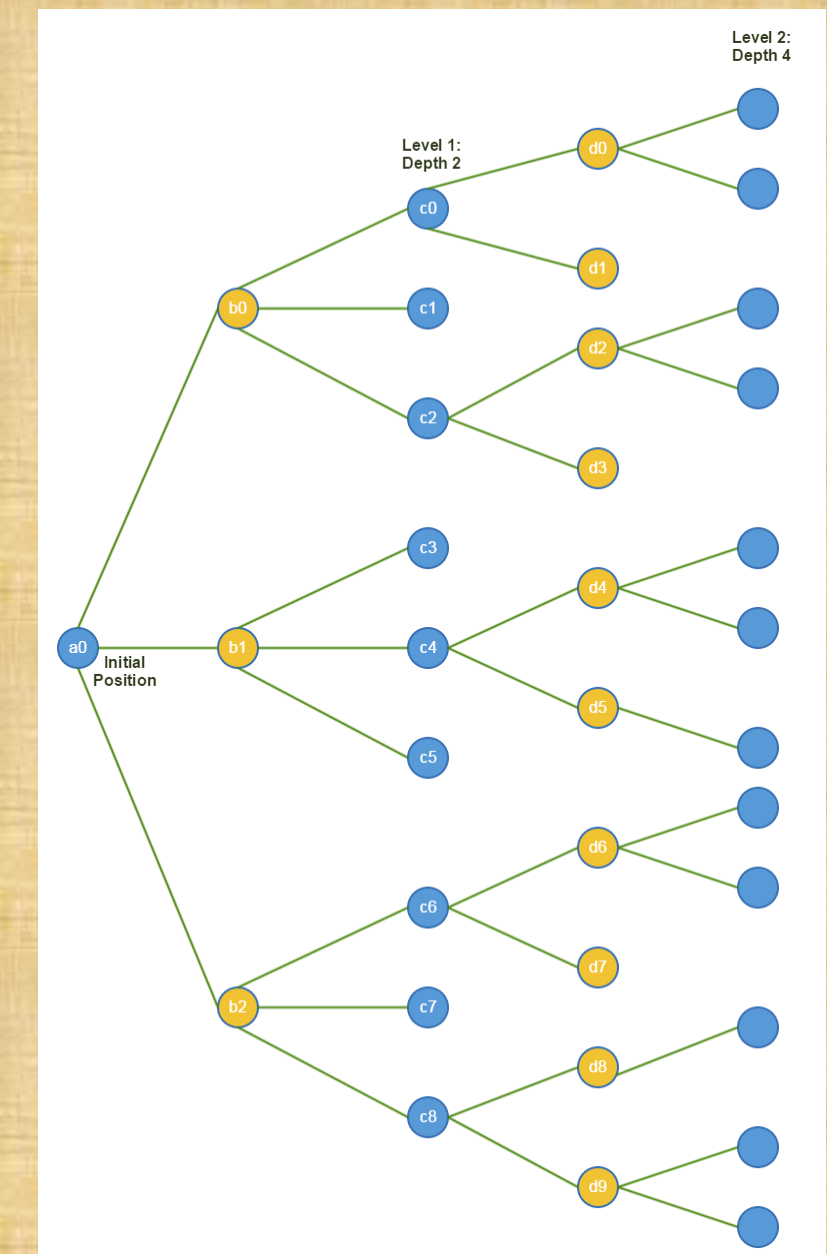 Level 2:
Depth 4
Level 1:
Depth 2
d0
c0
d1
b0
c1
d2
c2
d3
c3
d4
a0
b1
c4
Initial
Position
d5
c5
d6
c6
d7
b2
c7
d8
c8
d9